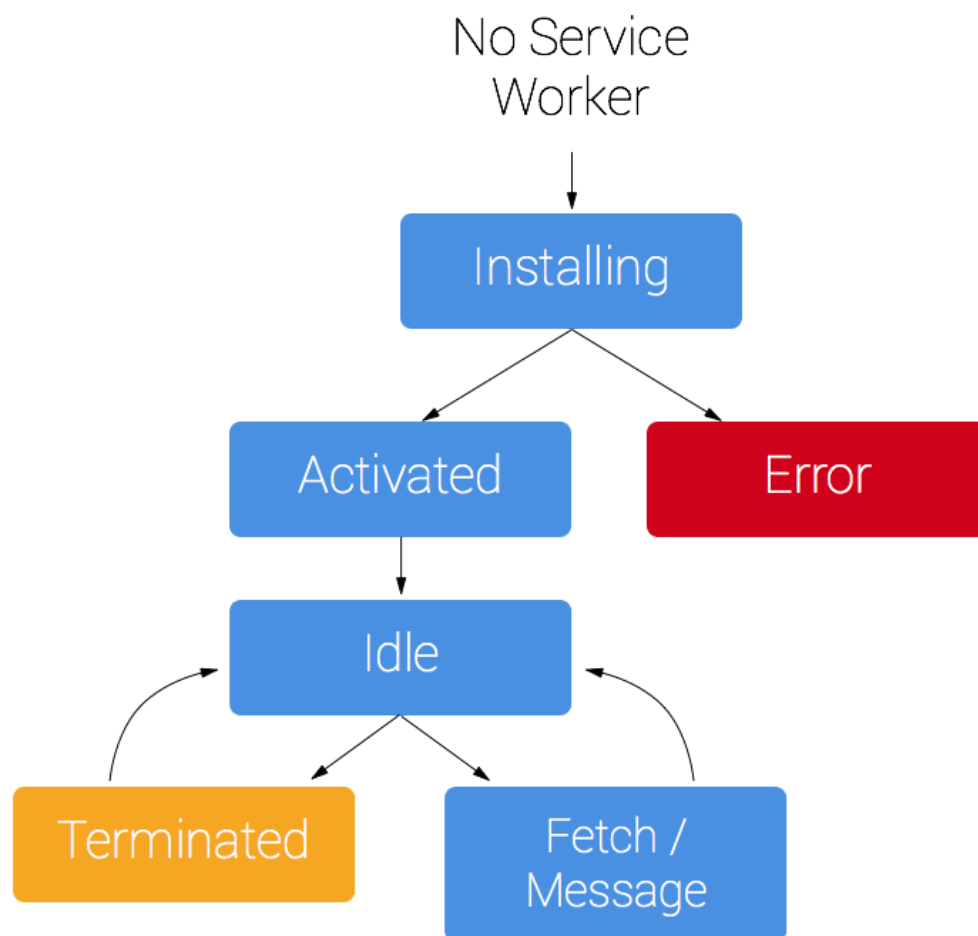 No Service
Worker
Installing
Activated
Error
Idle
Terminated
Fetch /
Message